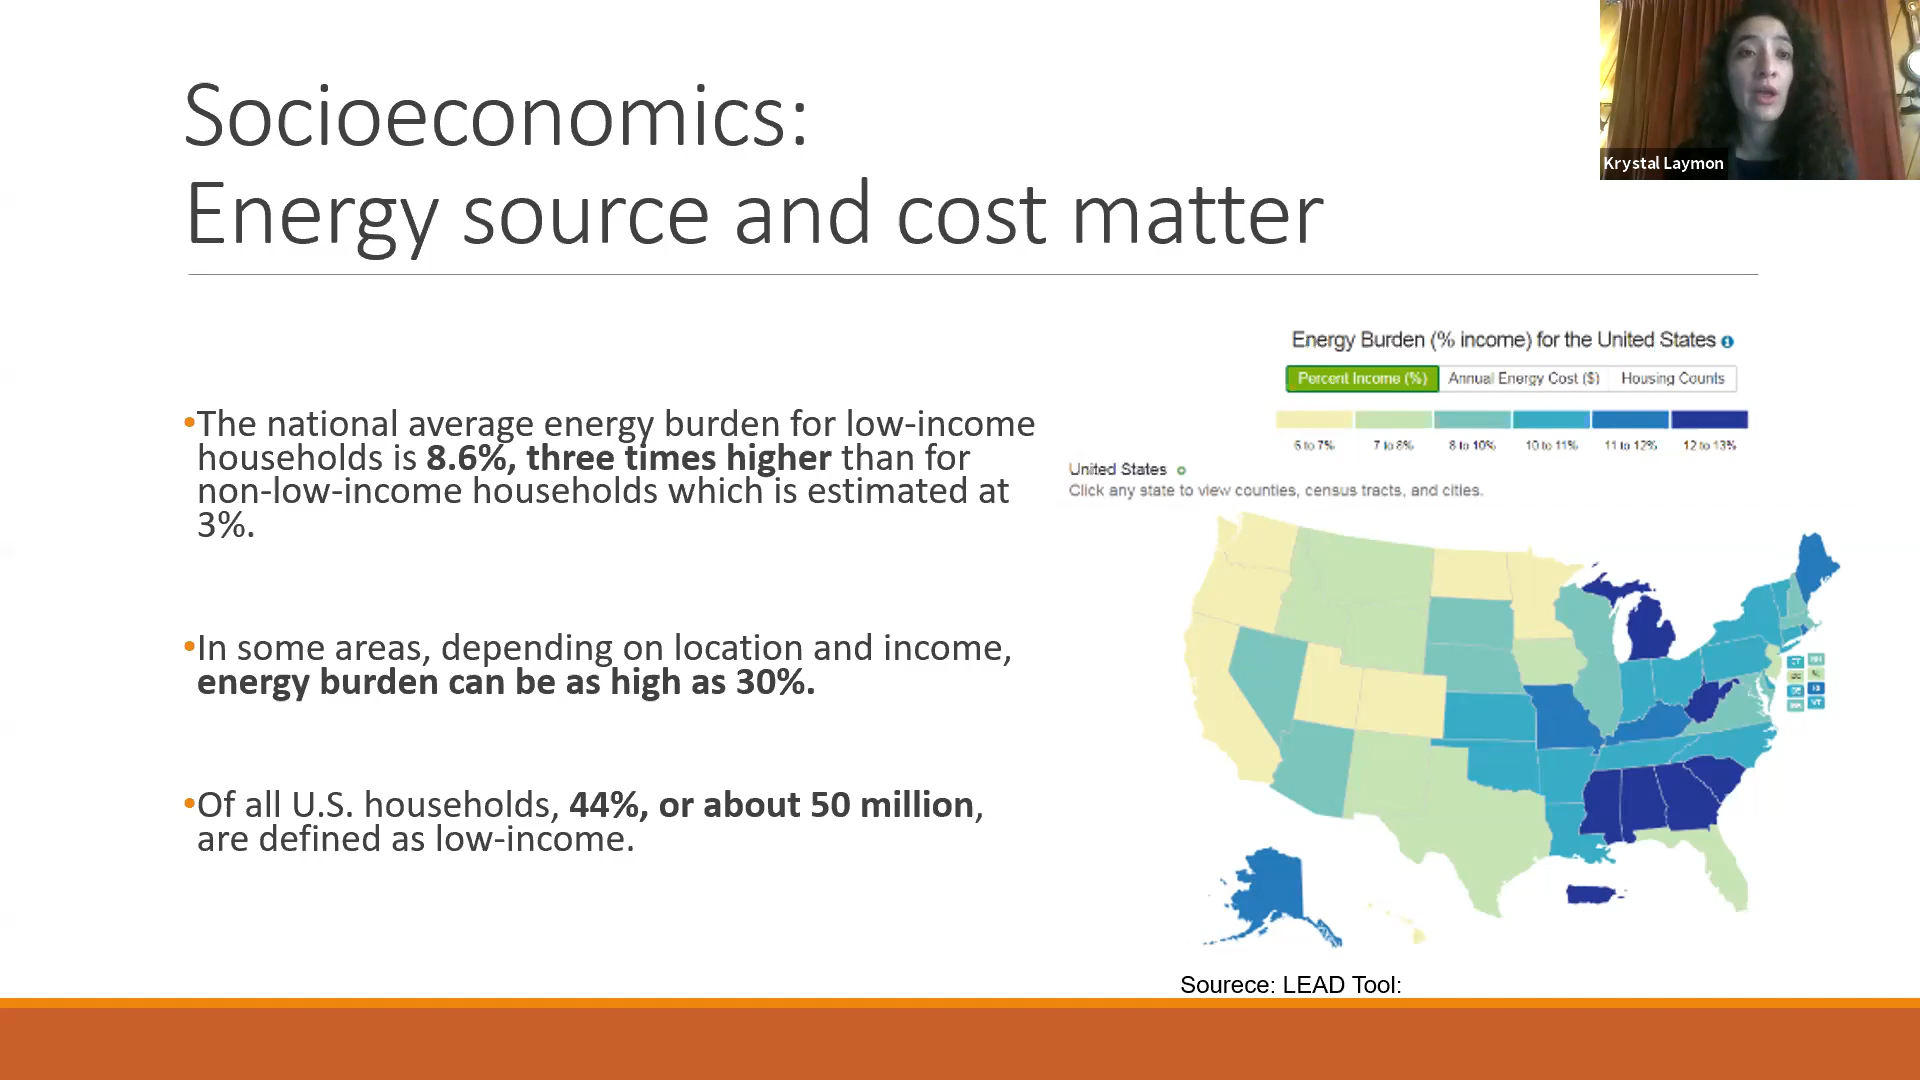 Socioeconomics:
Energy source and cost matter
Krystal Laymon
•The national average energy burden for low-income
households is 8.6%, three times higher than for
non-low-income households which is estimated at
3%.
•In some areas, depending on location and income,
energy burden can be as high as 30%.
•Of all U.S. households, 44%, or about 50 million,
are defined as low-income.
Energy Burden (% income) for the United States
Percent Income (%) Annual Energy Cost ($) Housing Counts
6 to 7% 7 to 8% 8 to 10% 10 to 11% 11 to 12% 12 to 13%
United States
Click any state to view counties, census tracts, and cities.
CT NH
RI
VT
Sourece: LEAD Tool: